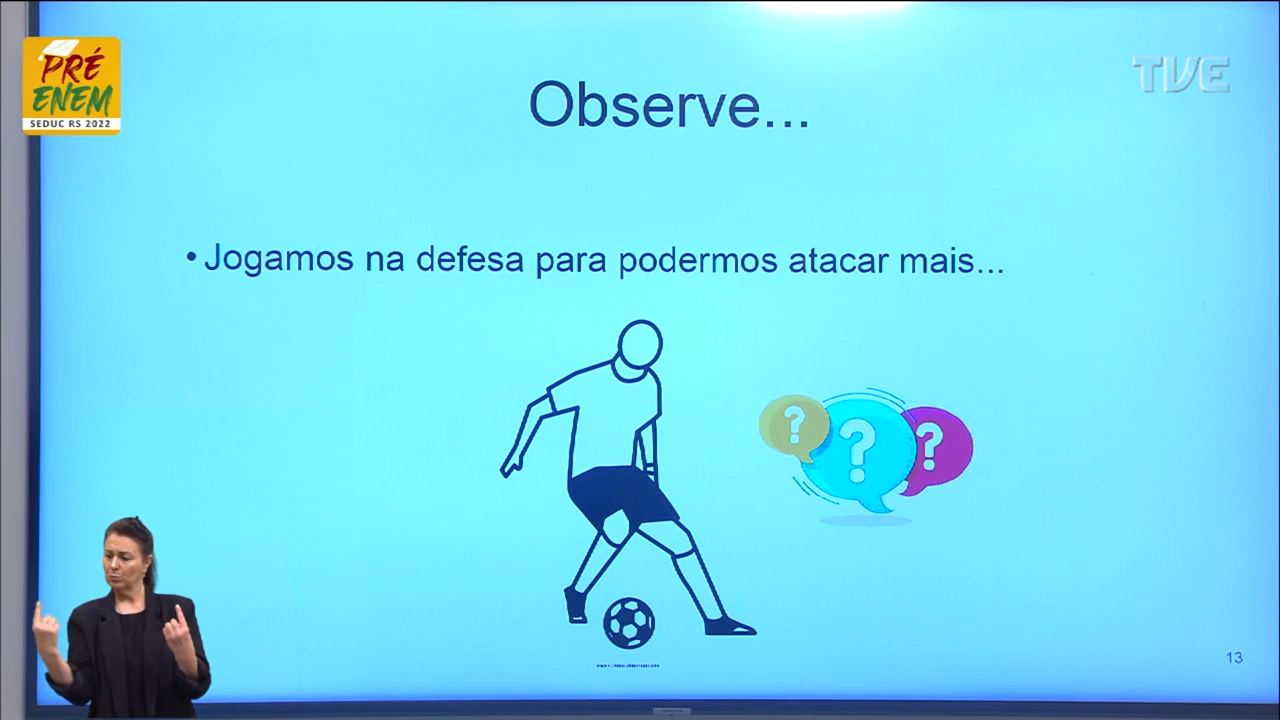 PRÉ
ENEM
SEDUC RS 2022
TVE
Observe...
• Jogamos na defesa para podermos atacar mais...
? ? ?
13